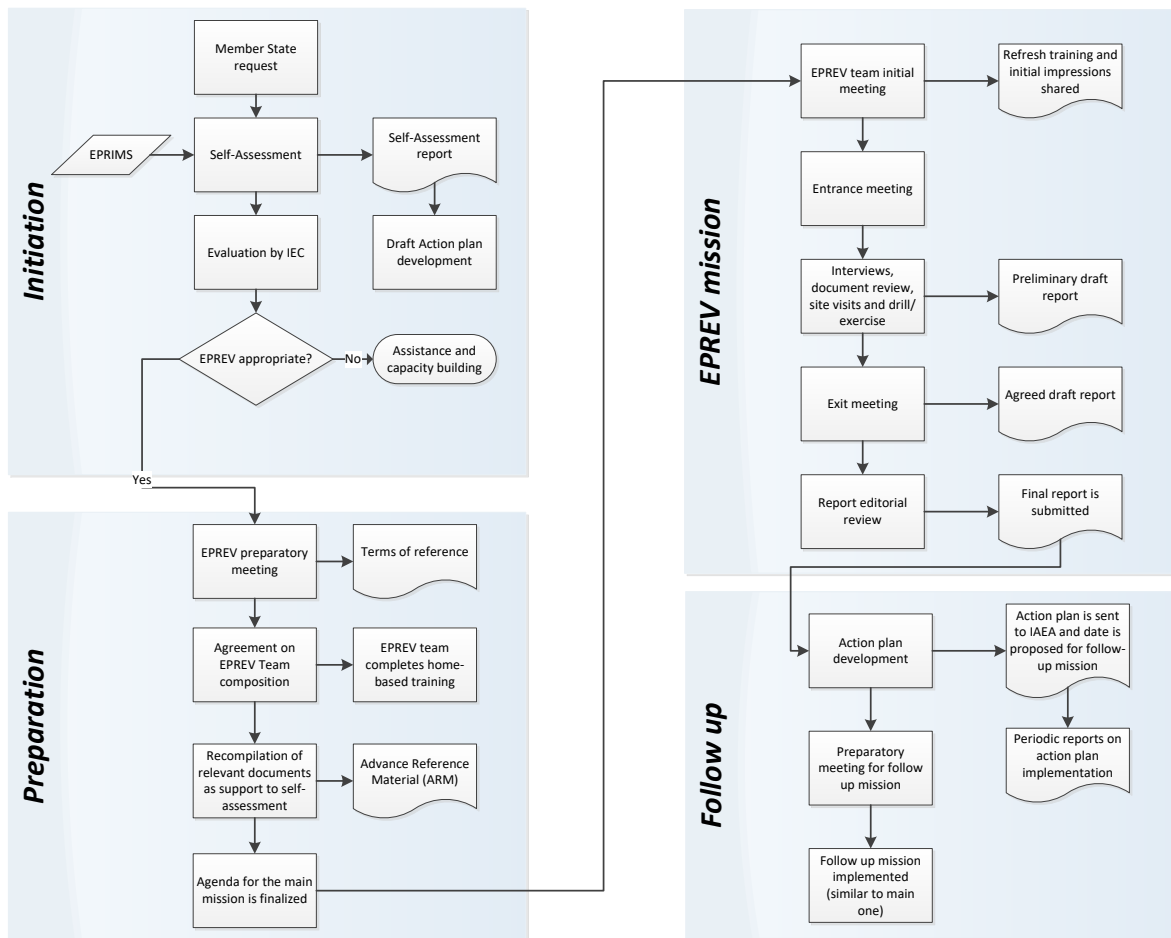 Initiation
Member State
request
EPRIMS
Self-Assessment
Self-Assessment
report
Evaluation by IEC
Draft Action plan
development
EPREV appropriate?
No
Assistance and
capacity building
Yes
Preparation
EPREV preparatory
meeting
Terms of reference
Agreement on
EPREV Team
composition
EPREV team
completes home-
based training
Recompilation of
relevant documents
as support to self-
assessment
Advance Reference
Material (ARM)
Agenda for the main
mission is finalized
EPREV mission
EPREV team initial
meeting
Refresh training and
initial impressions
shared
Entrance meeting
Interviews,
document review,
site visits and drill/
exercise
Preliminary draft
report
Exit meeting
Agreed draft report
Report editorial
review
Final report is
submitted
Follow up
Action plan
development
Action plan is sent
to IAEA and date is
proposed for follow-
up mission
Preparatory
meeting for follow
up mission
Periodic reports on
action plan
implementation
Follow up mission
implemented
(similar to main
one)